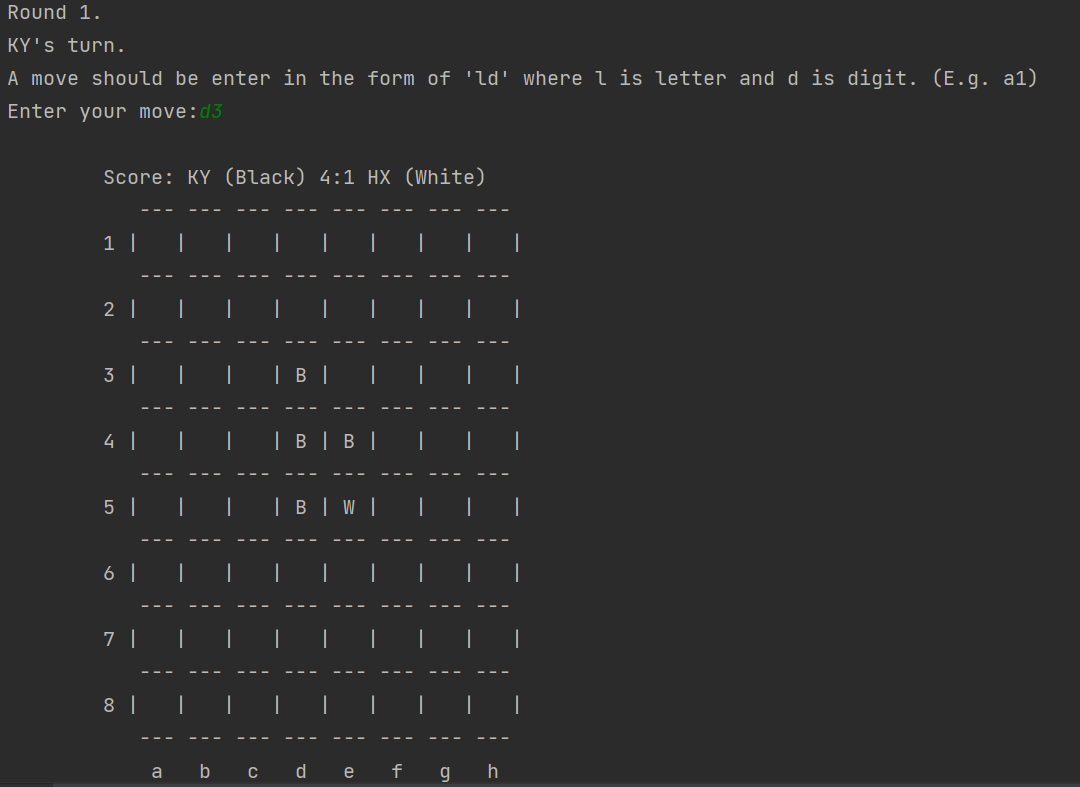 Round 1.
KY's turn.
A move should be enter in the form of 'ld' where l is letter and d is digit. (E.g. a1)
Enter your move:d3
Score: KY (Black) 4:1 HX (White)
--- --- --- --- --- --- --- ---
1 |   |   |   |   |   |   |   |   |
--- --- --- --- --- --- --- ---
2 |   |   |   |   |   |   |   |   |
--- --- --- --- --- --- --- ---
3 |   |   |   | B |   |   |   |   |
--- --- --- --- --- --- --- ---
4 |   |   |   | B | B |   |   |   |
--- --- --- --- --- --- --- ---
5 |   |   |   | B | W |   |   |   |
--- --- --- --- --- --- --- ---
6 |   |   |   |   |   |   |   |   |
--- --- --- --- --- --- --- ---
7 |   |   |   |   |   |   |   |   |
--- --- --- --- --- --- --- ---
8 |   |   |   |   |   |   |   |   |
--- --- --- --- --- --- --- ---
a   b   c   d   e   f   g   h